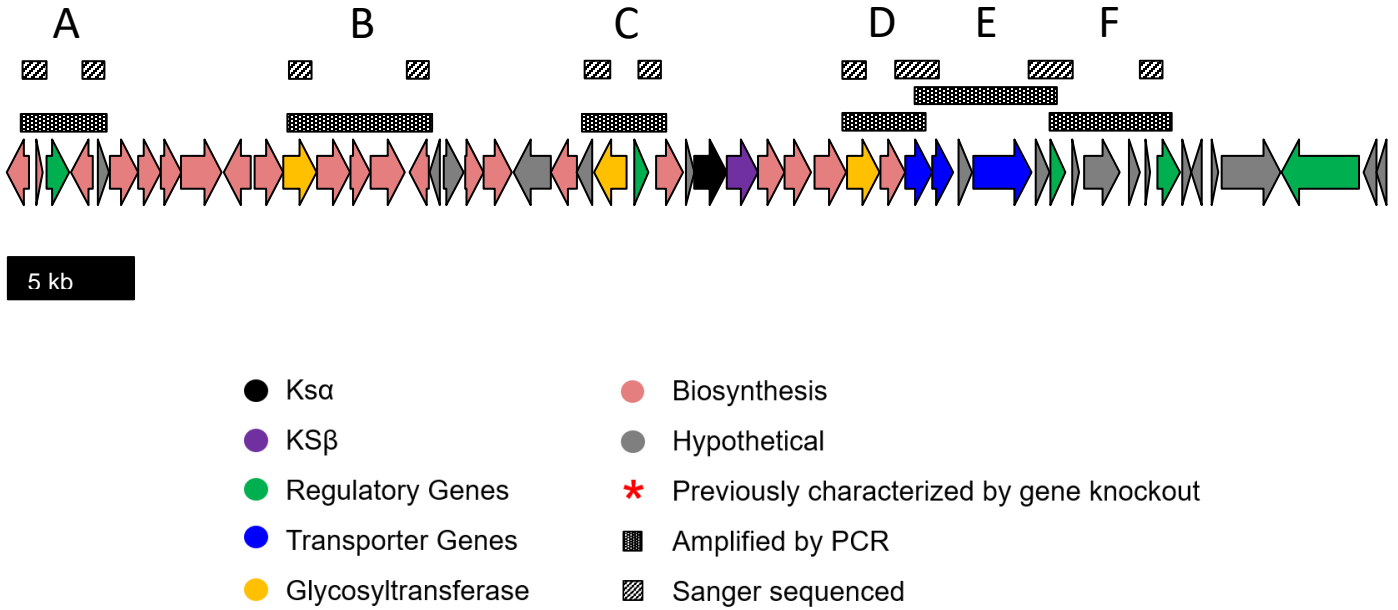 A B C D E F
5 kb
Ksα
KSβ
Regulatory Genes
Transporter Genes
Glycosyltransferase
Biosynthesis
Hypothetical
* Previously characterized by gene knockout
Amplified by PCR
Sanger sequenced